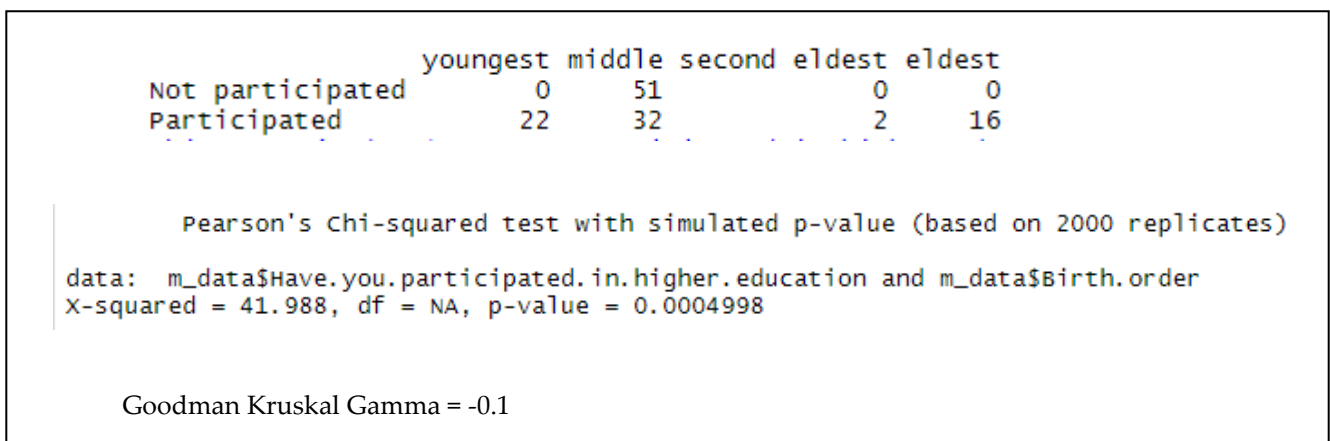 youngest middle second eldest eldest
Not participated 0 51 0 0
Participated 22 32 2 16
Pearson's Chi-squared test with simulated p-value (based on 2000 replicates)
data: m_data$Have.you.participated.in.higher.education and m_data$Birth.order
X-squared = 41.988, df = NA, p-value = 0.0004998
Goodman Kruskal Gamma = -0.1